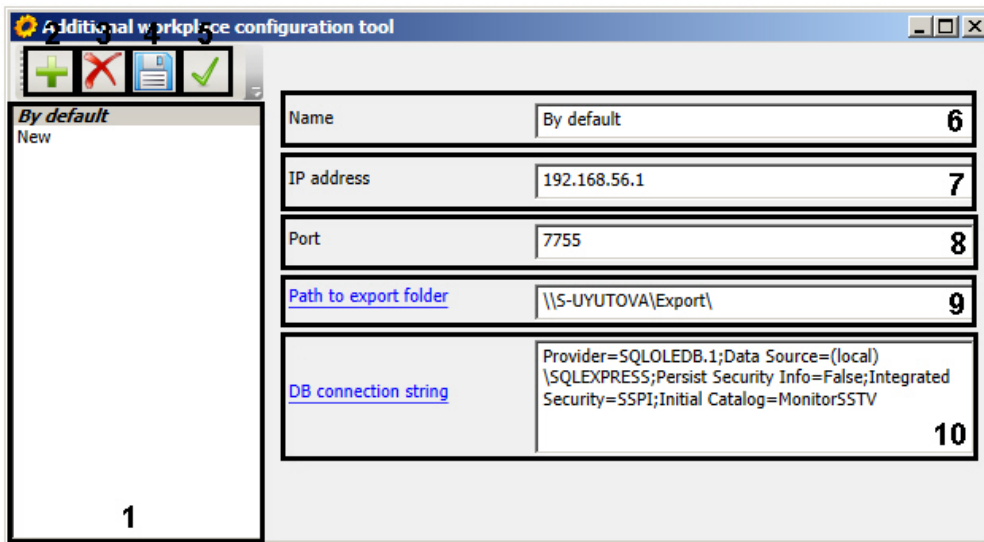 Additional workplace configuration tool
2 3 4 5
By default
New
1
Name
By default
6
IP address
192.168.56.1
7
Port
7755
8
Path to export folder
\\S-UYUTOVA\Export\
9
DB connection string
Provider=SQLOLEDB.1;Data Source=(local)
\SQLEXPRESS;Persist Security Info=False;Integrated
Security=SSPI;Initial Catalog=MonitorSSTV
10